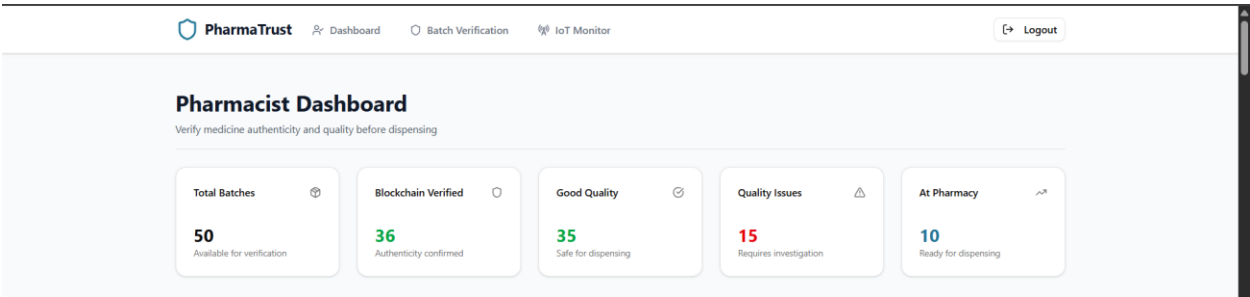 PharmaTrust Dashboard Batch Verification IoT Monitor Logout
Pharmacist Dashboard
Verify medicine authenticity and quality before dispensing
Total Batches
50
Available for verification
Blockchain Verified
36
Authenticity confirmed
Good Quality
35
Safe for dispensing
Quality Issues
15
Requires investigation
At Pharmacy
10
Ready for dispensing